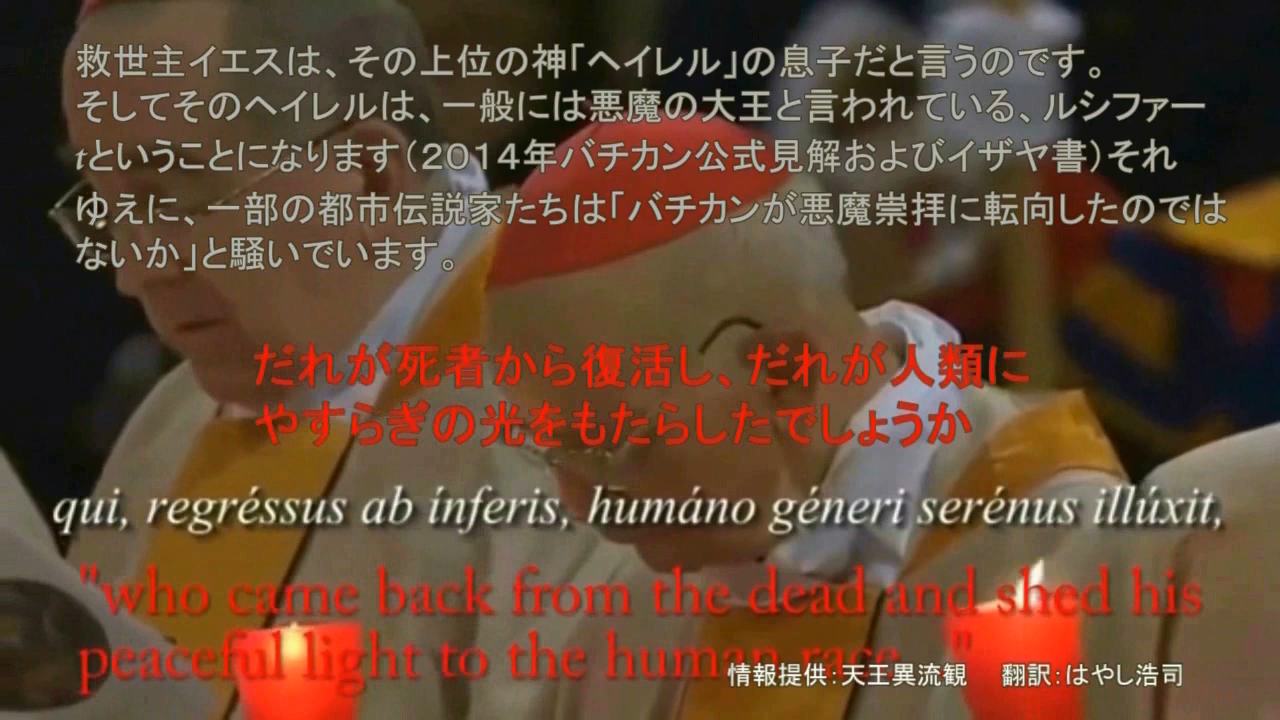 救世主イエスは、その上位の神「ヘイレル」の息子だと言うのです。
そしてそのヘイレルは、一般には悪魔の大王と言われている、ルシファー
tということになります（２０１４年バチカン公式見解およびイザヤ書）それ
ゆえに、一部の都市伝説家たちは「バチカンが悪魔崇拝に転向したのでは
ないか」と騒いでいます。
だれが死者から復活し、だれが人類に
やすらぎの光をもたらしたでしょうか
qui, regréssus ab ínferis, humáno géneri serénus illúxit,
"who came back from the dead and shed his
peaceful light to the human race
情報提供：天王異流観　翻訳：はやし浩司